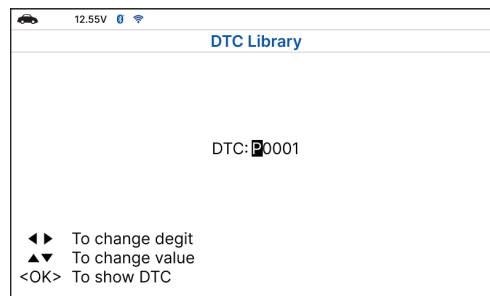 12.55V
DTC Library
DTC: P0001
◀ ▶ To change degit
▲▼ To change value
<OK> To show DTC